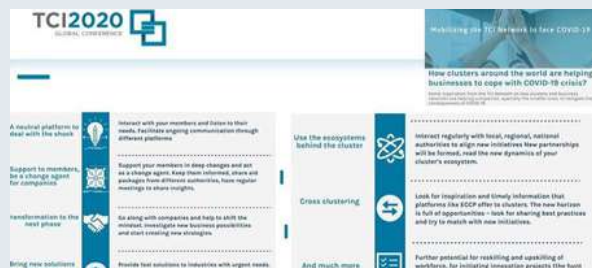 TCI2020
GLOBAL CONFERENCE
Mobilizing the TCI Network to face COVID-19
How clusters around the world are helping
businesses to cope with COVID-19 crisis?
A neutral platform to
deal with the shock
Interact with your members and listen to their
needs. Facilitate ongoing communication through
different platforms
Support to members,
be a change agent
for companies
Support your members in deep changes and act
as a change agent. Keep them informed, share aid
packages from different authorities, have regular
meetings to share insights.
Transformation to the
next phase
Go along with companies and help to shift the
mindset. Investigate new business possibilities
and start creating new strategies.
Bring new solutions
Provide fast solutions to industries with urgent needs.
Use the ecosystems
behind the cluster
Interact regularly with local, regional, national
authorities to align new initiatives New partnerships
will be formed, read the new dynamics of your
cluster's ecosystem.
Cross clustering
Look for inspiration and timely information that
platforms like ECCP offer to clusters. The new horizon
is full of opportunities – look for sharing best practices
and try to match with new initiatives.
And much more
Further potential for reskilling and upskilling of
workforce, for initiating innovation projects (the hunt